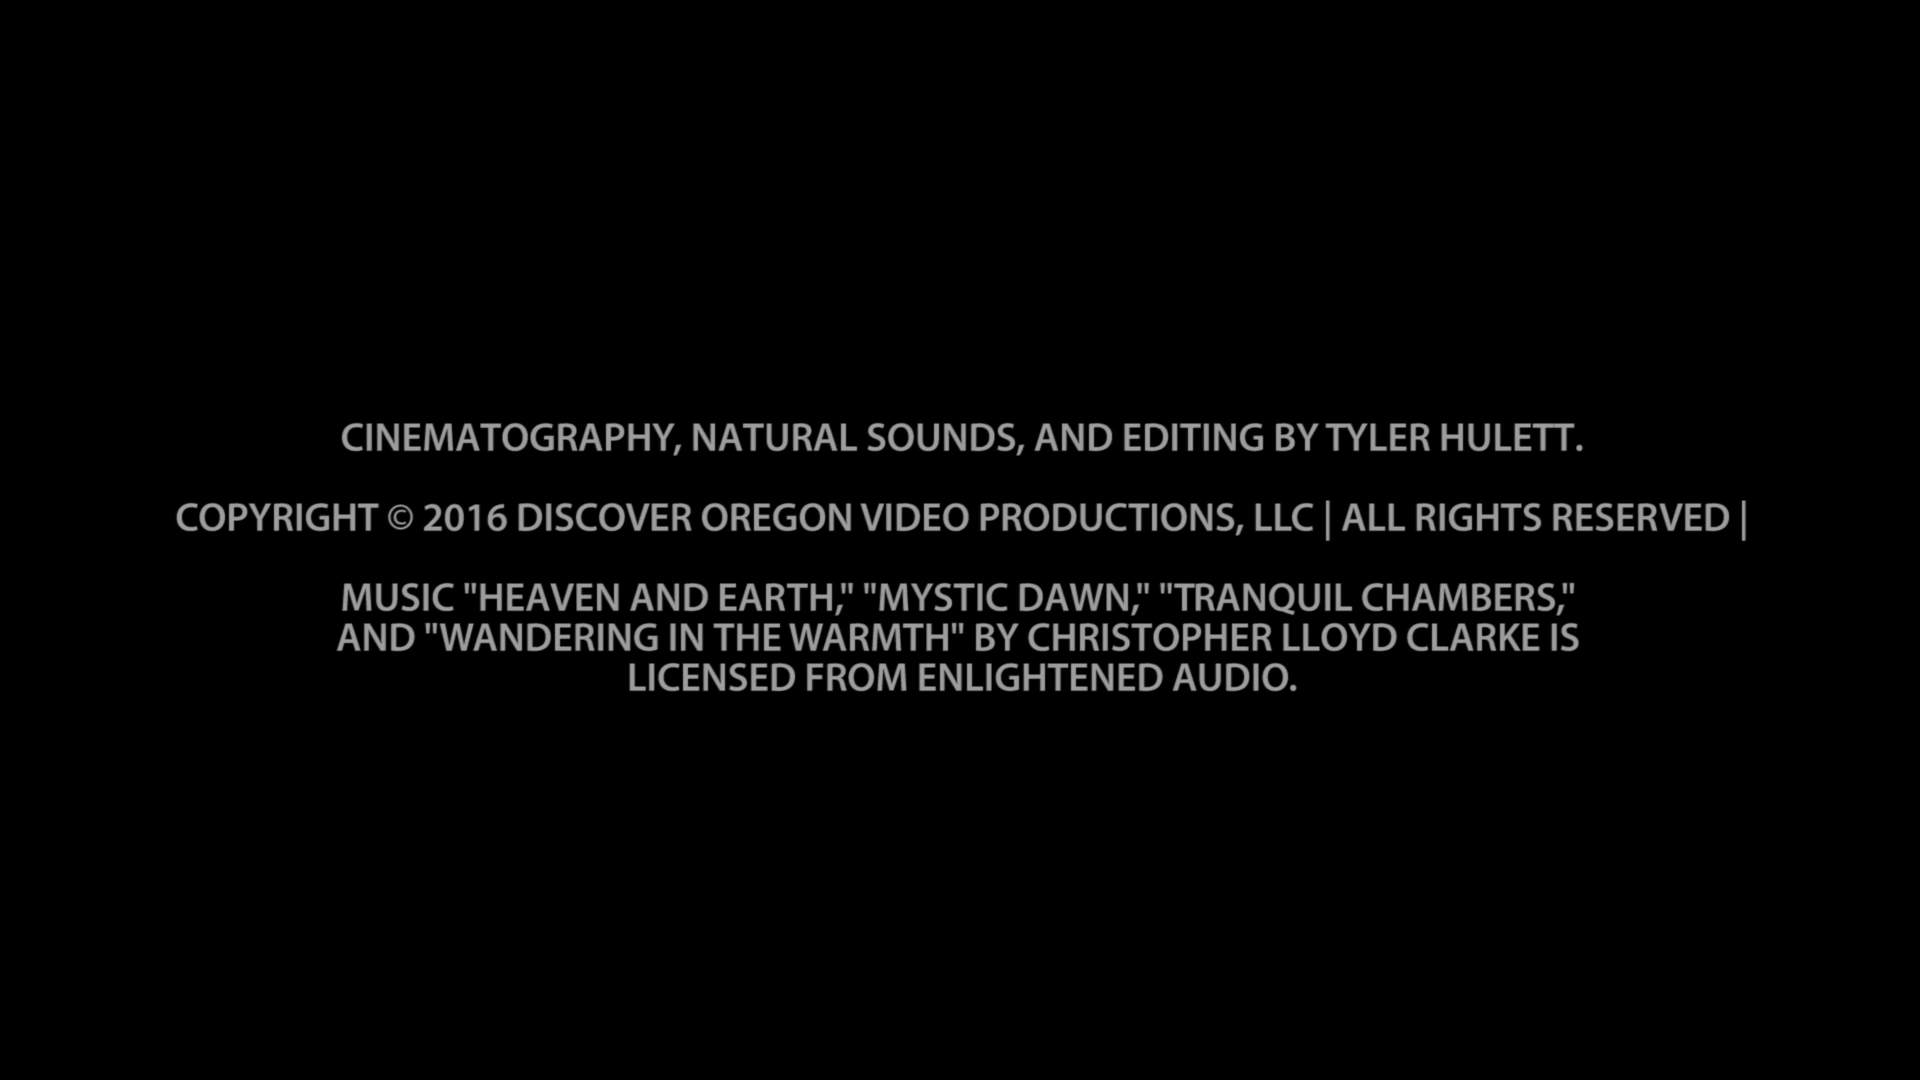 CINEMATOGRAPHY, NATURAL SOUNDS, AND EDITING BY TYLER HULETT.
COPYRIGHT © 2016 DISCOVER OREGON VIDEO PRODUCTIONS, LLC | ALL RIGHTS RESERVED |
MUSIC "HEAVEN AND EARTH," "MYSTIC DAWN," "TRANQUIL CHAMBERS,"
AND "WANDERING IN THE WARMTH" BY CHRISTOPHER LLOYD CLARKE IS
LICENSED FROM ENLIGHTENED AUDIO.